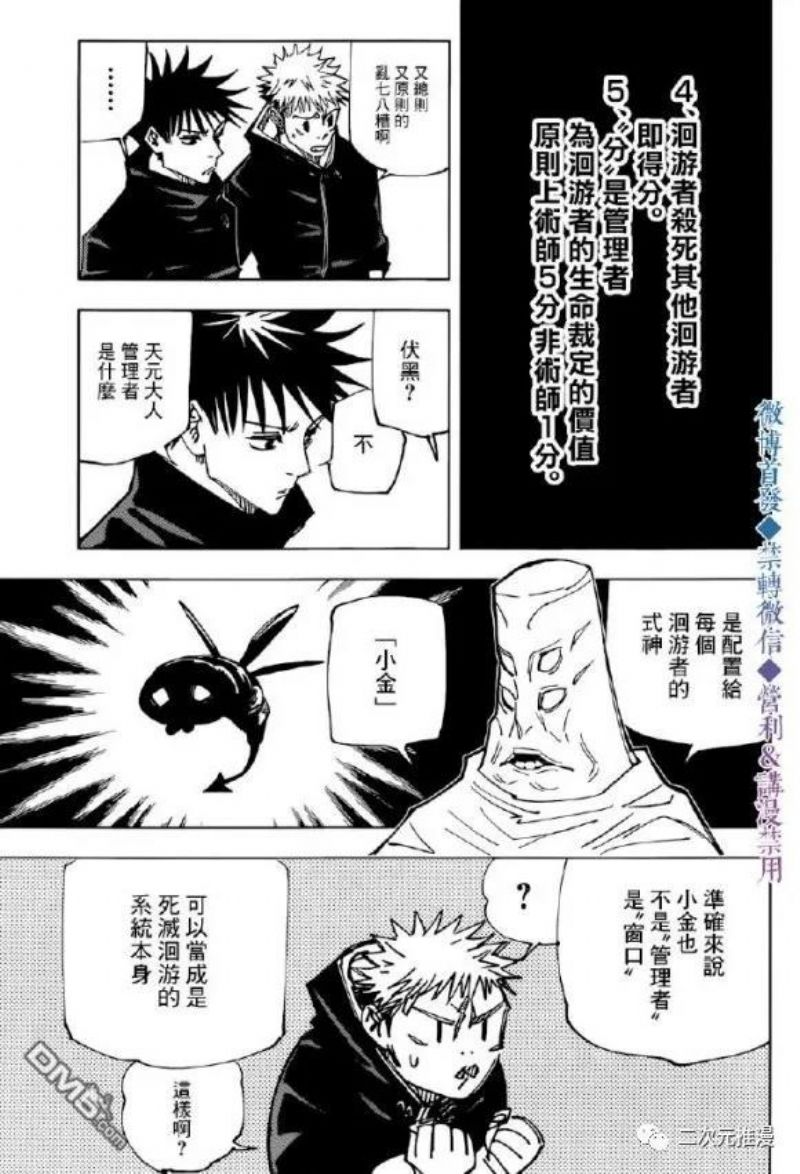 4、洄游者殺死其他洄游者
即得分。
5、“分”是管理者
為洄游者的生命裁定的價值
原則上術師5分非術師1分。
又總則
又原則的
亂七八糟啊
……
伏黑？
不
天元大人
管理者
是什麼
是配置給
每個
洄游者的
式神
「小金」
準確來說
小金也
不是“管理者”
是“窗口”
？
可以當成是
死滅洄游的
系統本身
這樣啊？
微博首發◆禁轉微信◆營利&講漫禁用
DM5.com
二次元推漫